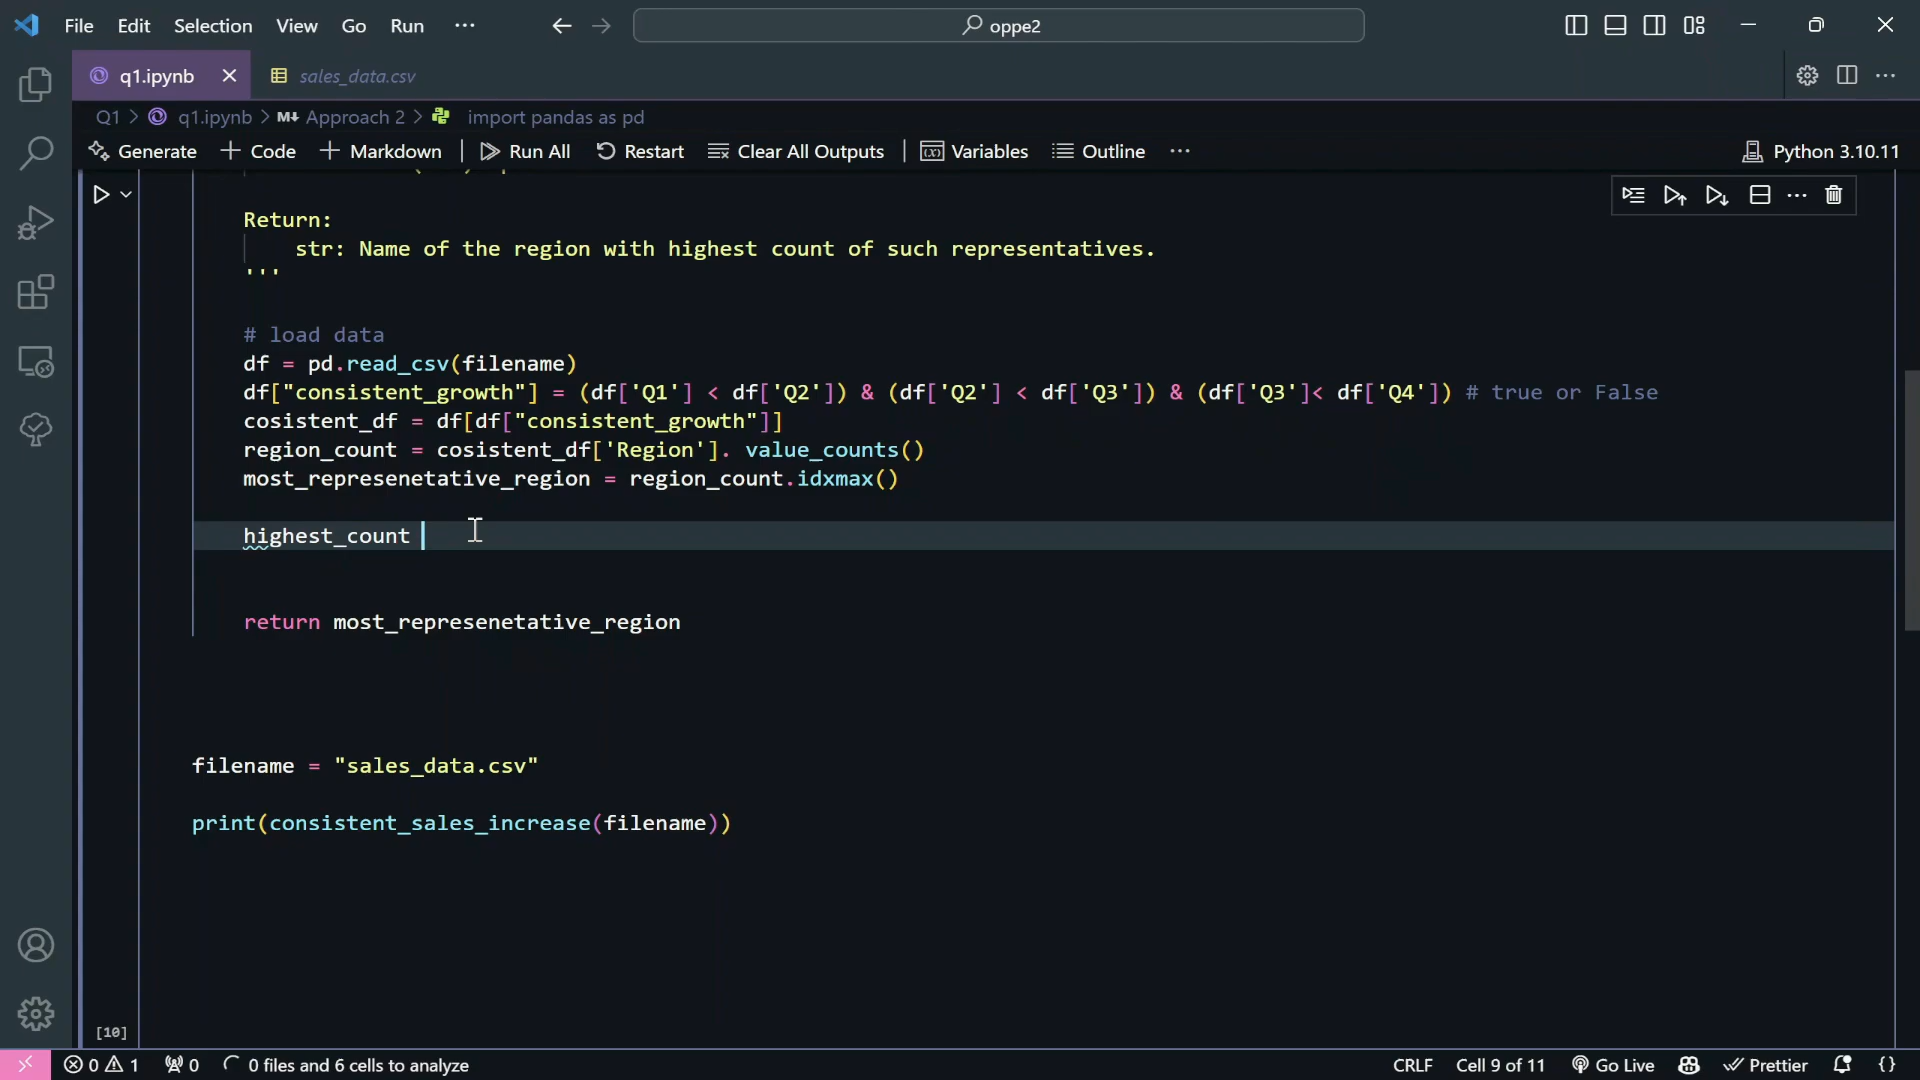 File Edit Selection View Go Run ··· oppe2
q1.ipynb sales_data.csv
Q1 > q1.ipynb > M↓ Approach 2 > import pandas as pd
Generate + Code + Markdown Run All Restart Clear All Outputs Variables Outline ··· Python 3.10.11
Return:
str: Name of the region with highest count of such representatives.
'''
# load data
df = pd.read_csv(filename)
df["consistent_growth"] = (df['Q1'] < df['Q2']) & (df['Q2'] < df['Q3']) & (df['Q3']< df['Q4']) # true or False
cosistent_df = df[df["consistent_growth"]]
region_count = cosistent_df['Region']. value_counts()
most_represenetative_region = region_count.idxmax()
highest_count
return most_represenetative_region
filename = "sales_data.csv"
print(consistent_sales_increase(filename))
[10]
0 1 0 0 files and 6 cells to analyze CRLF Cell 9 of 11 Go Live Prettier {}